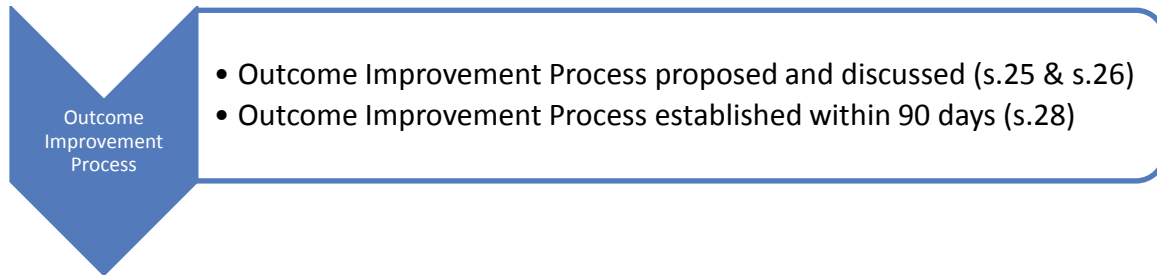 Outcome
Improvement
Process
• Outcome Improvement Process proposed and discussed (s.25 & s.26)
• Outcome Improvement Process established within 90 days (s.28)